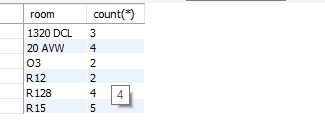 room count(*)
1320 DCL 3
20 AVW 4
O3 2
R12 2
R128 4 4
R15 5